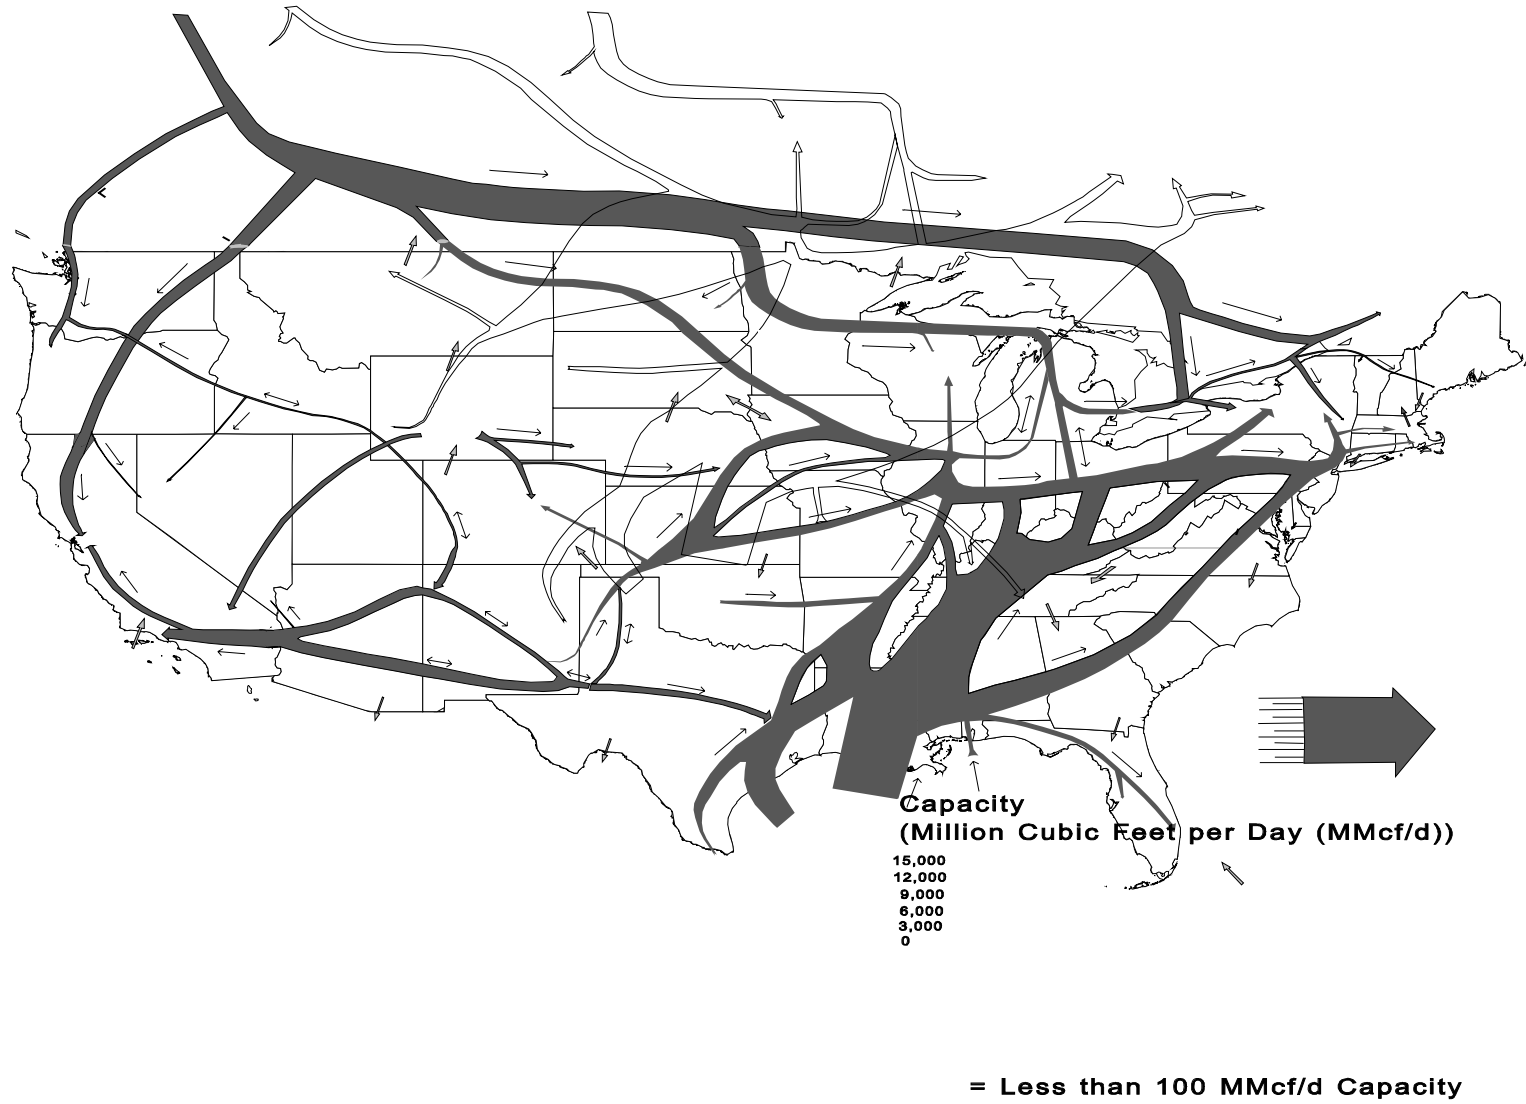 Capacity
(Million Cubic Feet per Day (MMcf/d))
15,000
12,000
9,000
6,000
3,000
0
= Less than 100 MMcf/d Capacity